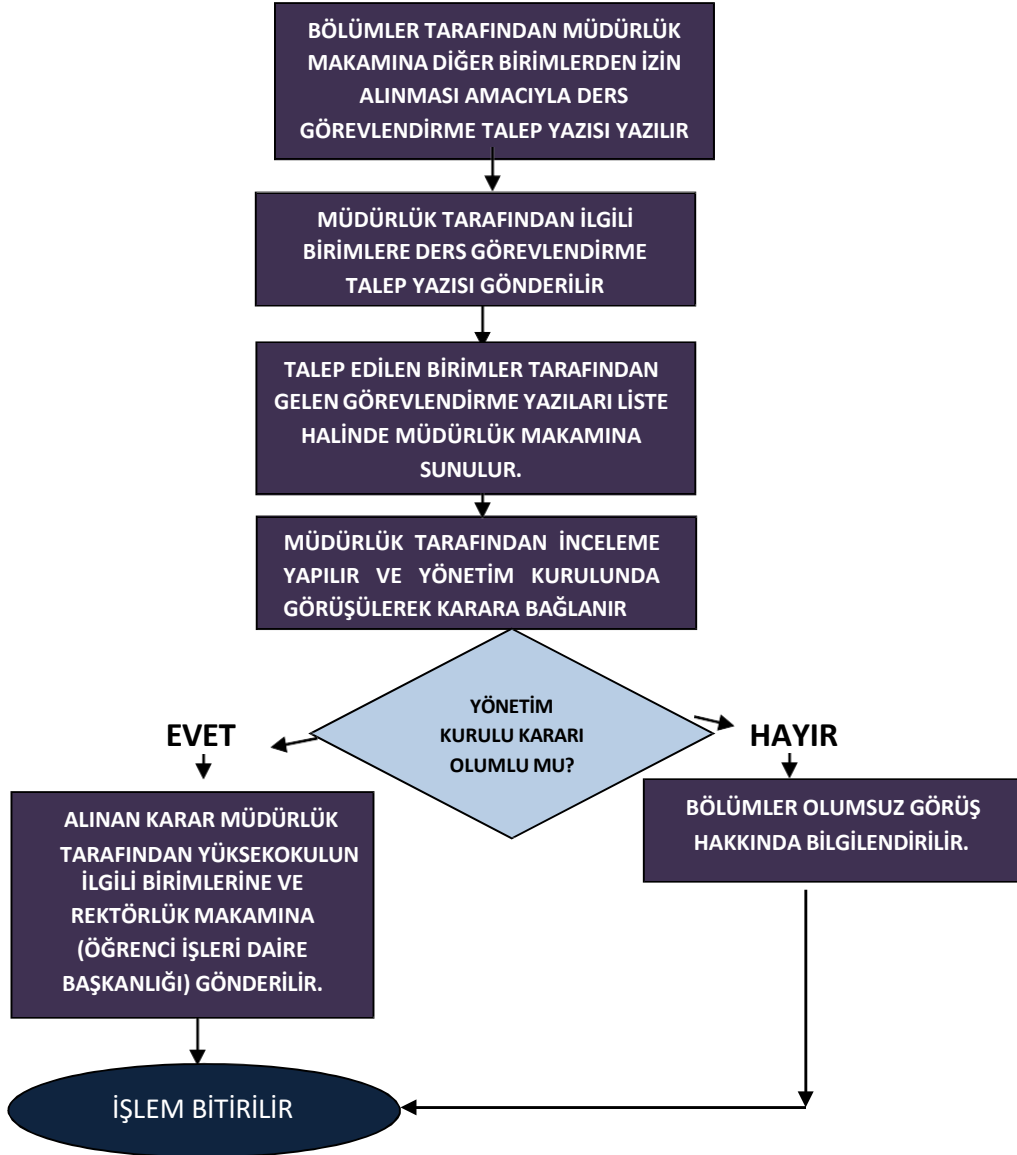 BÖLÜMLER TARAFINDAN MÜDÜRLÜK
MAKAMINA DİĞER BİRİMLERDEN İZİN
ALINMASI AMACIYLA DERS
GÖREVLENDİRME TALEP YAZISI YAZILIR
MÜDÜRLÜK TARAFINDAN İLGİLİ
BİRİMLERE DERS GÖREVLENDİRME
TALEP YAZISI GÖNDERİLİR
TALEP EDİLEN BİRİMLER TARAFINDAN
GELEN GÖREVLENDİRME YAZILARI LİSTE
HALİNDE MÜDÜRLÜK MAKAMINA
SUNULUR.
MÜDÜRLÜK TARAFINDAN İNCELEME
YAPILIR VE YÖNETİM KURULUNDA
GÖRÜŞÜLEREK KARARA BAĞLANIR
YÖNETİM
KURULU KARARI
OLUMLU MU?
EVET
HAYIR
ALINAN KARAR MÜDÜRLÜK
TARAFINDAN YÜKSEKOKULUN
İLGİLİ BİRİMLERİNE VE
REKTÖRLÜK MAKAMINA
(ÖĞRENCİ İŞLERİ DAİRE
BAŞKANLIĞI) GÖNDERİLİR.
BÖLÜMLER OLUMSUZ GÖRÜŞ
HAKKINDA BİLGİLENDİRİLİR.
İŞLEM BİTİRİLİR